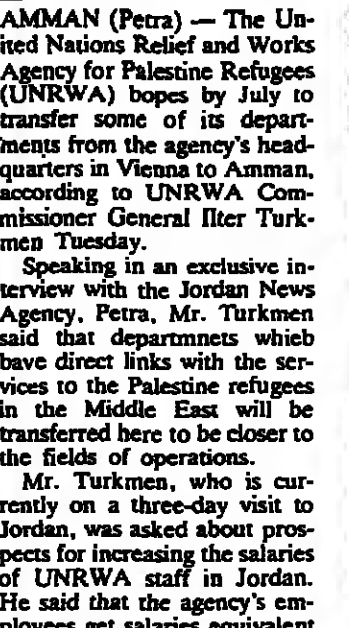 AMMAN (Petra) — The Un-
ited Nations Relief and Works
Agency for Palestine Refugees
(UNRWA) bopes by July to
transfer some of its depart-
ments from the agency's head-
quarters in Vienna to Amman,
according to UNRWA Com-
missioner General Ilter Turk-
men Tuesday.
Speaking in an exclusive in-
terview with the Jordan News
Agency, Petra, Mr. Turkmen
said that departmnets whieb
bave direct links with the ser-
vices to the Palestine refugees
in the Middle East will be
transferred here to be closer to
the fields of operations.
Mr. Turkmen, who is cur-
rently on a three-day visit to
Jordan, was asked about pros-
pects for increasing the salaries
of UNRWA staff in Jordan.
He said that the agency's em-
ployees get salaries equivalent